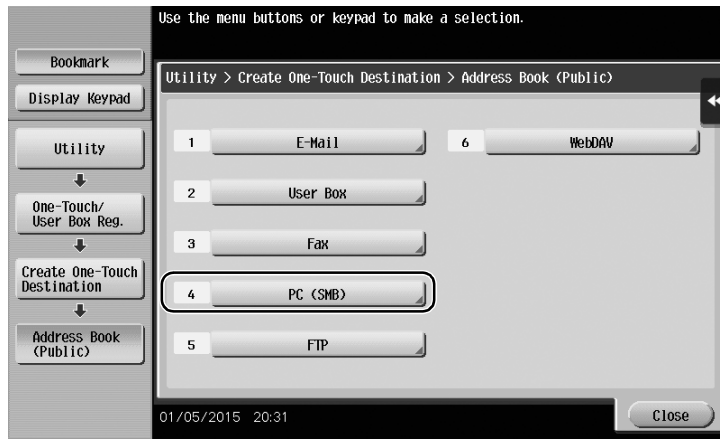 Use the menu buttons or keypad to make a selection.
Bookmark
Display Keypad
Utility
One-Touch/
User Box Reg.
Create One-Touch
Destination
Address Book
(Public)
Utility > Create One-Touch Destination > Address Book (Public)
1 E-Mail
6 WebDAV
2 User Box
3 Fax
4 PC (SMB)
5 FTP
01/05/2015 20:31
Close